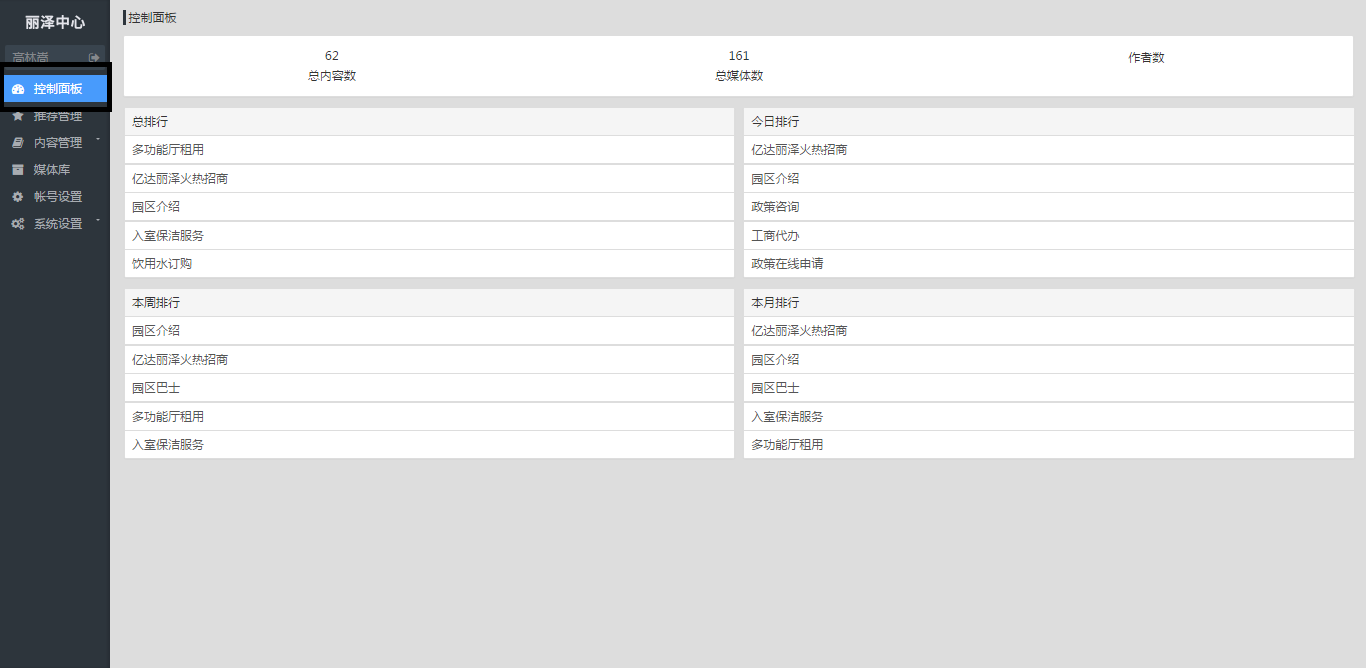 丽泽中心
控制面板
推荐管理
内容管理
媒体库
帐号设置
系统设置
控制面板
62
总内容数
161
总媒体数
作者数
总排行
多功能厅租用
亿达丽泽火热招商
园区介绍
入室保洁服务
饮用水订购
今日排行
亿达丽泽火热招商
园区介绍
政策咨询
工商代办
政策在线申请
本周排行
园区介绍
亿达丽泽火热招商
园区巴士
多功能厅租用
入室保洁服务
本月排行
亿达丽泽火热招商
园区介绍
园区巴士
入室保洁服务
多功能厅租用